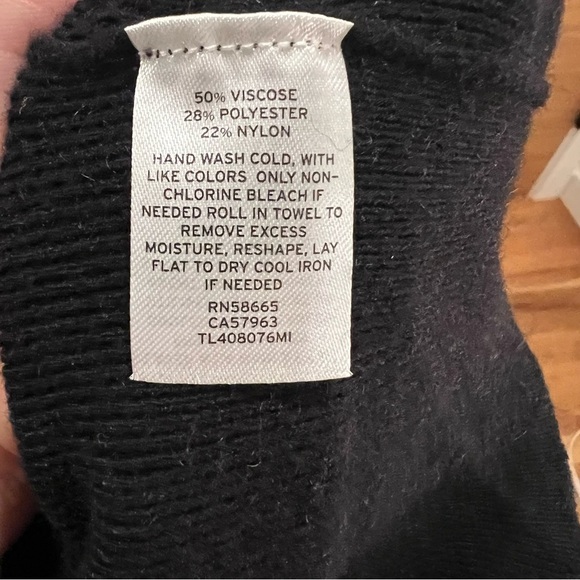 50% VISCOSE
28% POLYESTER
22% NYLON
HAND WASH COLD, WITH
LIKE COLORS ONLY NON-
CHLORINE BLEACH IF
NEEDED ROLL IN TOWEL TO
REMOVE EXCESS
MOISTURE, RESHAPE, LAY
FLAT TO DRY COOL IRON
IF NEEDED
RN58665
CA57963
TL408076MI